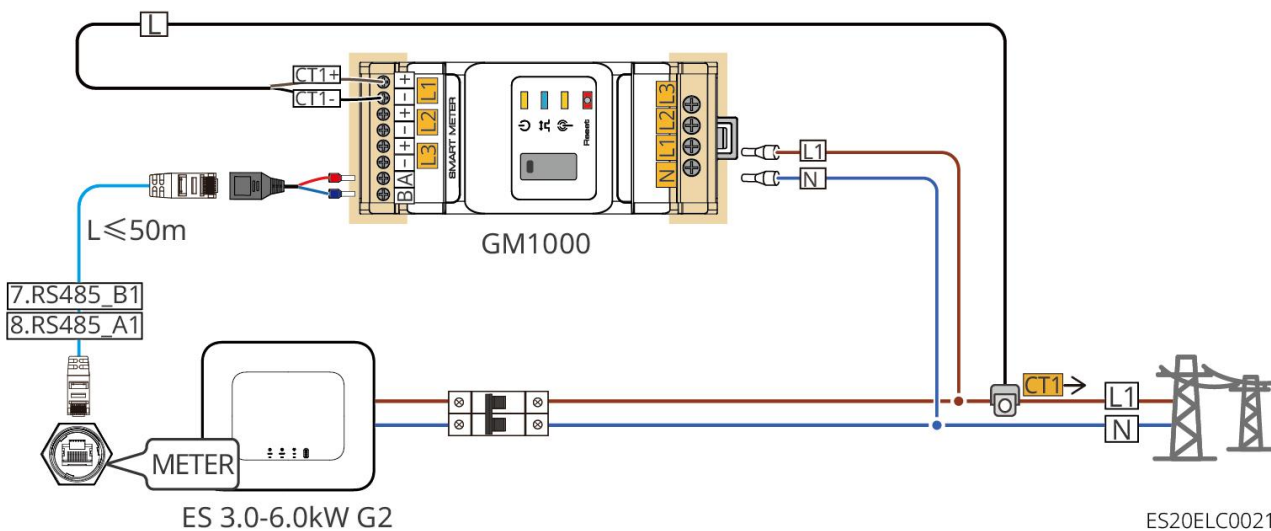 L
CT1+
CT1-
+
-
+
-
+
-
A
B
L1
L2
L3
SMART METER
Reset
L3
L2
L1
N
L1
N
GM1000
L≤50m
7.RS485_B1
8.RS485_A1
METER
ES 3.0-6.0kW G2
CT1→
L1
N
ES20ELC0021